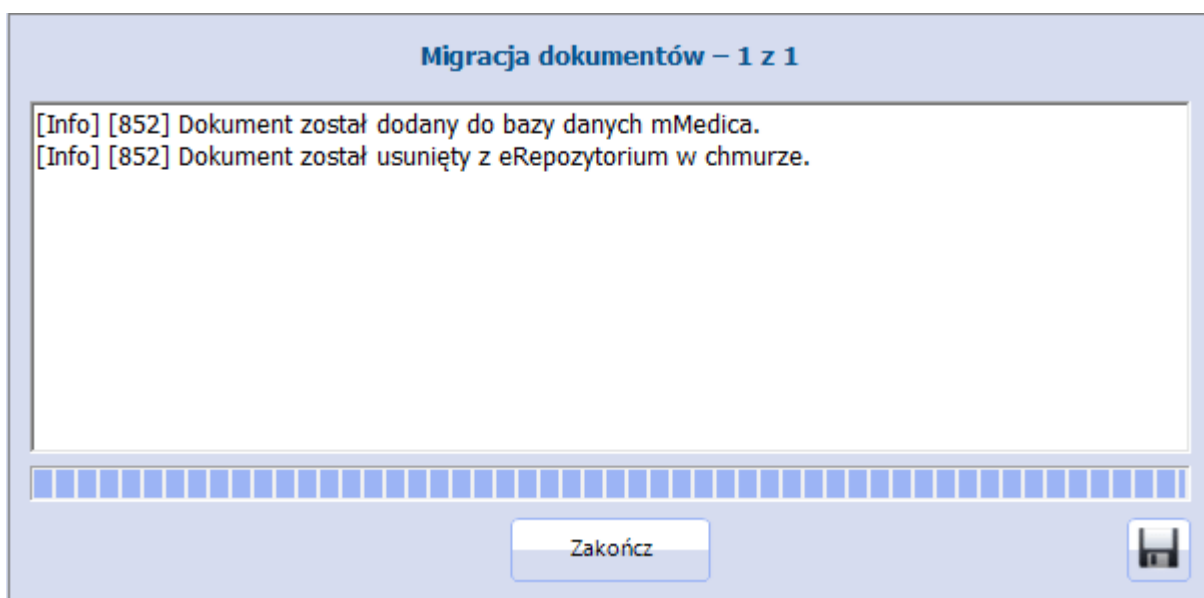 Migracja dokumentów – 1 z 1
[Info] [852] Dokument został dodany do bazy danych mMedica.
[Info] [852] Dokument został usunięty z eRepozytorium w chmurze.
Zakończ